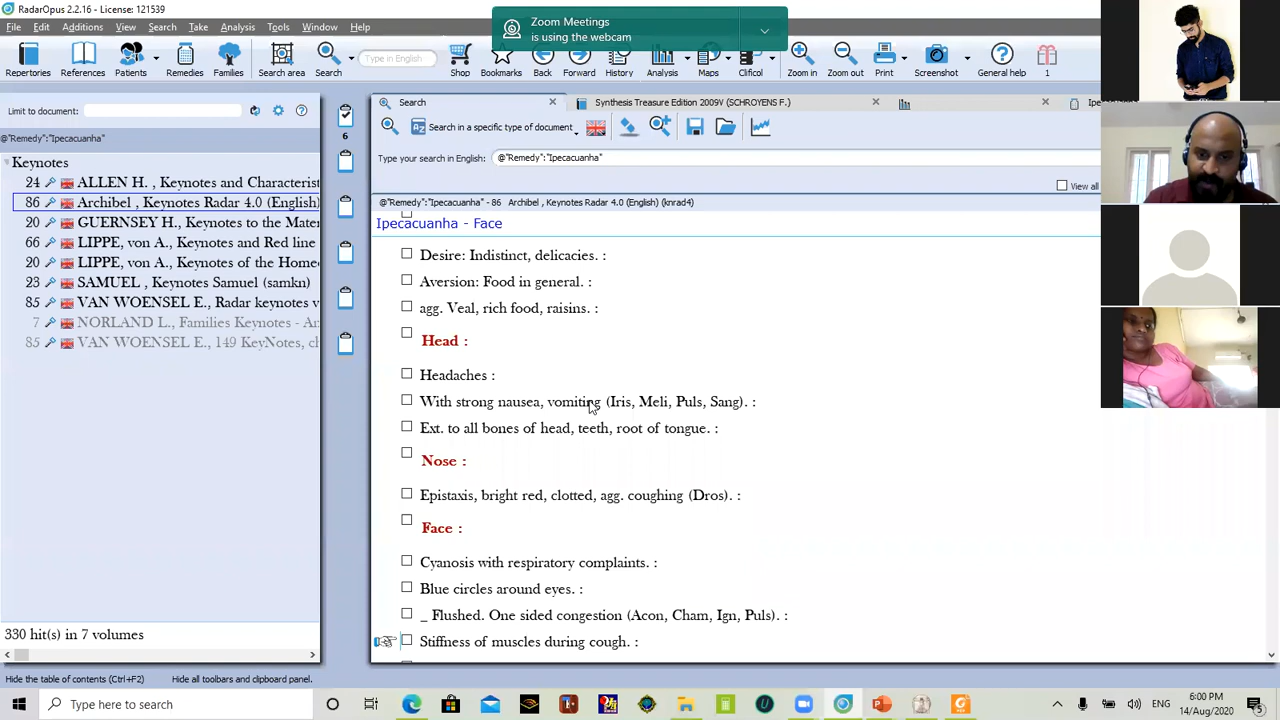 RadarOpus 2.2.16 - License: 121539
Zoom Meetings
is using the webcam
File Edit Additions View Search Take Analysis Tools Window Help
Repertories References Patients Remedies Families Search area Search Type in English Shop Bookmarks Back Forward History Analysis Maps Clificol Zoom in Zoom out Print Screenshot General help 1
Limit to document:
@"Remedy":"Ipecacuanha"
Keynotes
24 ALLEN H. , Keynotes and Characterist
86 Archibel , Keynotes Radar 4.0 (English)
20 GUERNSEY H., Keynotes to the Mater
66 LIPPE, von A., Keynotes and Red line
20 LIPPE, von A., Keynotes of the Home
23 SAMUEL , Keynotes Samuel (samkn)
85 VAN WOENSEL E., Radar keynotes v
7 NORLAND L., Families Keynotes - A
85 VAN WOENSEL E., 149 KeyNotes, c
330 hit(s) in 7 volumes
Hide the table of contents (Ctrl+F2) Hide all toolbars and clipboard panel.
6
Search Synthesis Treasure Edition 2009V (SCHROYENS F.) Ipe
Search in a specific type of document
Type your search in English: @"Remedy":"Ipecacuanha"
View all
@"Remedy":"Ipecacuanha" - 86 Archibel , Keynotes Radar 4.0 (English) (knrad4)
Ipecacuanha - Face
Desire: Indistinct, delicacies. :
Aversion: Food in general. :
agg. Veal, rich food, raisins. :
Head :
Headaches :
With strong nausea, vomiting (Iris, Meli, Puls, Sang). :
Ext. to all bones of head, teeth, root of tongue. :
Nose :
Epistaxis, bright red, clotted, agg. coughing (Dros). :
Face :
Cyanosis with respiratory complaints. :
Blue circles around eyes. :
_ Flushed. One sided congestion (Acon, Cham, Ign, Puls). :
Stiffness of muscles during cough. :
Type here to search
ENG
6:00 PM
14/Aug/2020
5